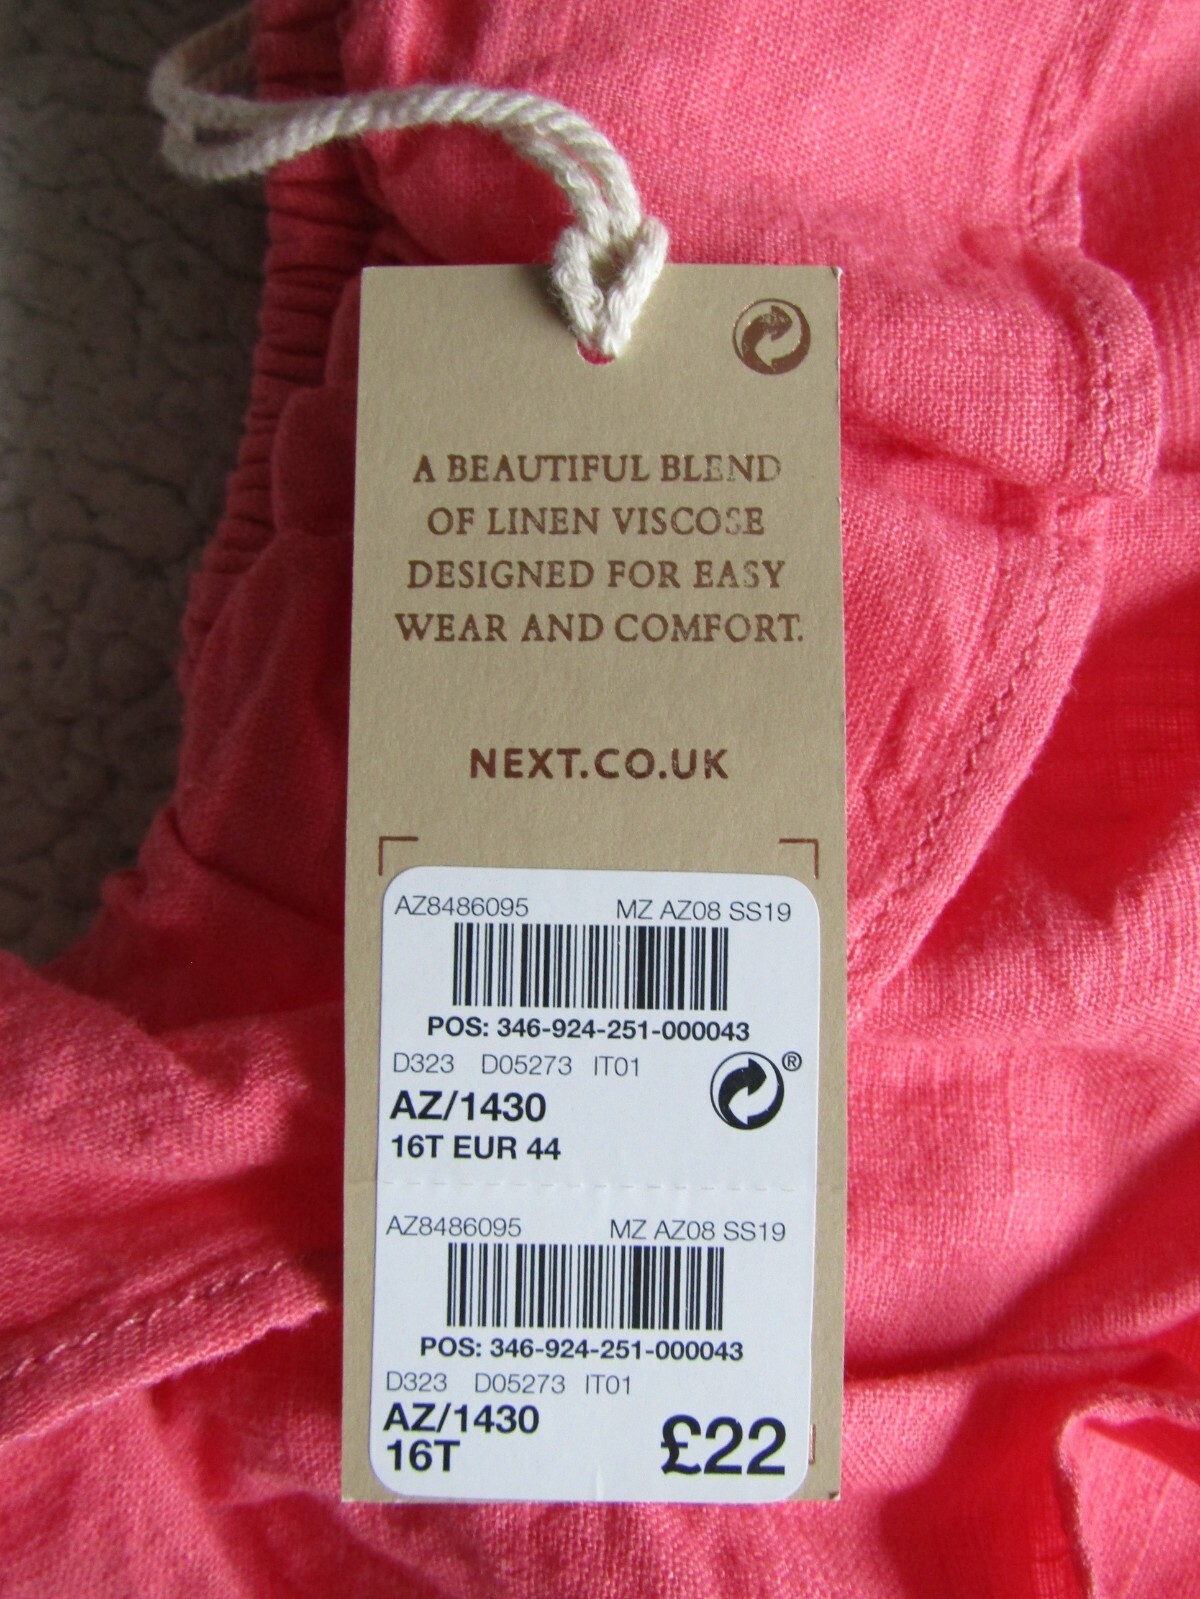 A BEAUTIFUL BLEND
OF LINEN VISCOSE
DESIGNED FOR EASY
WEAR AND COMFORT.
NEXT.CO.UK
AZ8486095 MZ AZ08 SS19
POS: 346-924-251-000043
D323 D05273 IT01
®
AZ/1430
16T EUR 44
AZ8486095 MZ AZ08 SS19
POS: 346-924-251-000043
D323 D05273 IT01
AZ/1430
16T £22